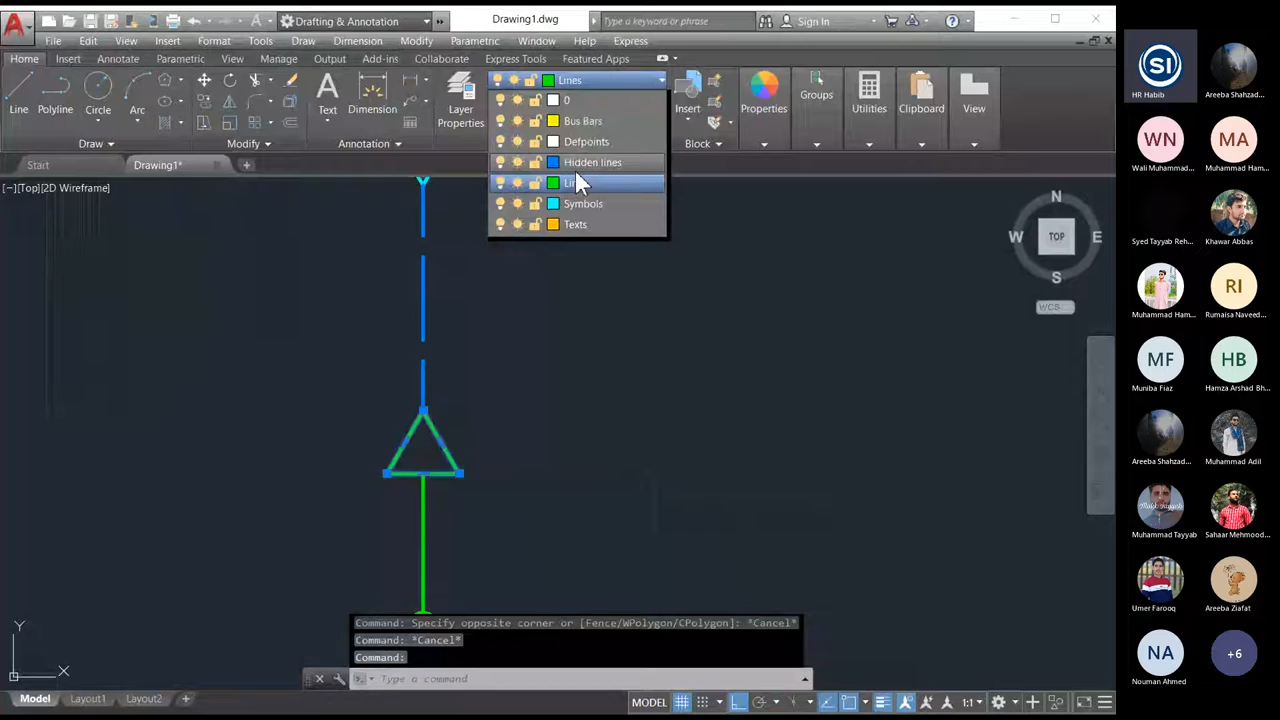 Drafting & Annotation
Drawing1.dwg
Type a keyword or phrase
Sign In
File Edit View Insert Format Tools Draw Dimension Modify Parametric Window Help Express
Home Insert Annotate Parametric View Manage Output Add-ins Collaborate Express Tools Featured Apps
Line Polyline Circle Arc
Text Dimension
Layer Properties
Insert
Properties
Groups
Utilities
Clipboard
View
Draw
Modify
Annotation
Block
Lines
0
Bus Bars
Defpoints
Hidden lines
Symbols
Texts
Start
Drawing1*
[−][Top][2D Wireframe]
N
W TOP E
S
WCS
Y
X
Command: Specify opposite corner or [Fence/WPolygon/CPolygon]: *Cancel*
Command: *Cancel*
Command:
Type a command
Model Layout1 Layout2 +
MODEL
1:1
SI
HR Habib
Areeba Shahzad...
WN
Wali Muhammad...
MA
Muhammad Ham...
Syed Tayyab Reh...
Khawar Abbas
Muhammad Ham...
RI
Rumaisa Naveed...
MF
Muniba Fiaz
HB
Hamza Arshad Bh...
Areeba Shahzad...
Muhammad Adil
Muhammad Tayyab
Sahaar Mehmood...
Umer Farooq
Areeba Ziafat
NA
Nouman Ahmed
+6